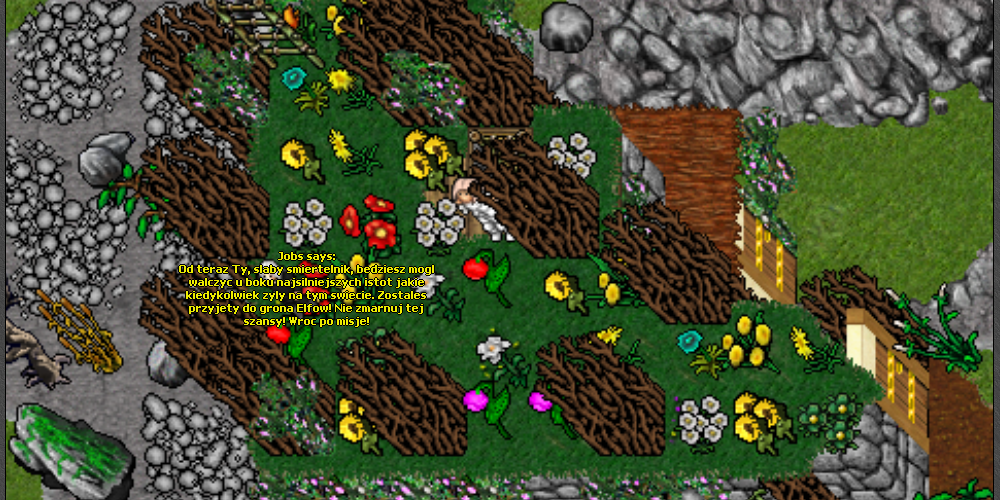 Jobs says:
Od teraz Ty, slaby smiertelnik, bedziesz mogl
walczyc u boku najsilniejszych istot jakie
kiedykolwiek zyly na tym swiecie. Zostales
przyjety do grona Elfow! Nie zmarnuj tej
szansy! Wroc po misje!